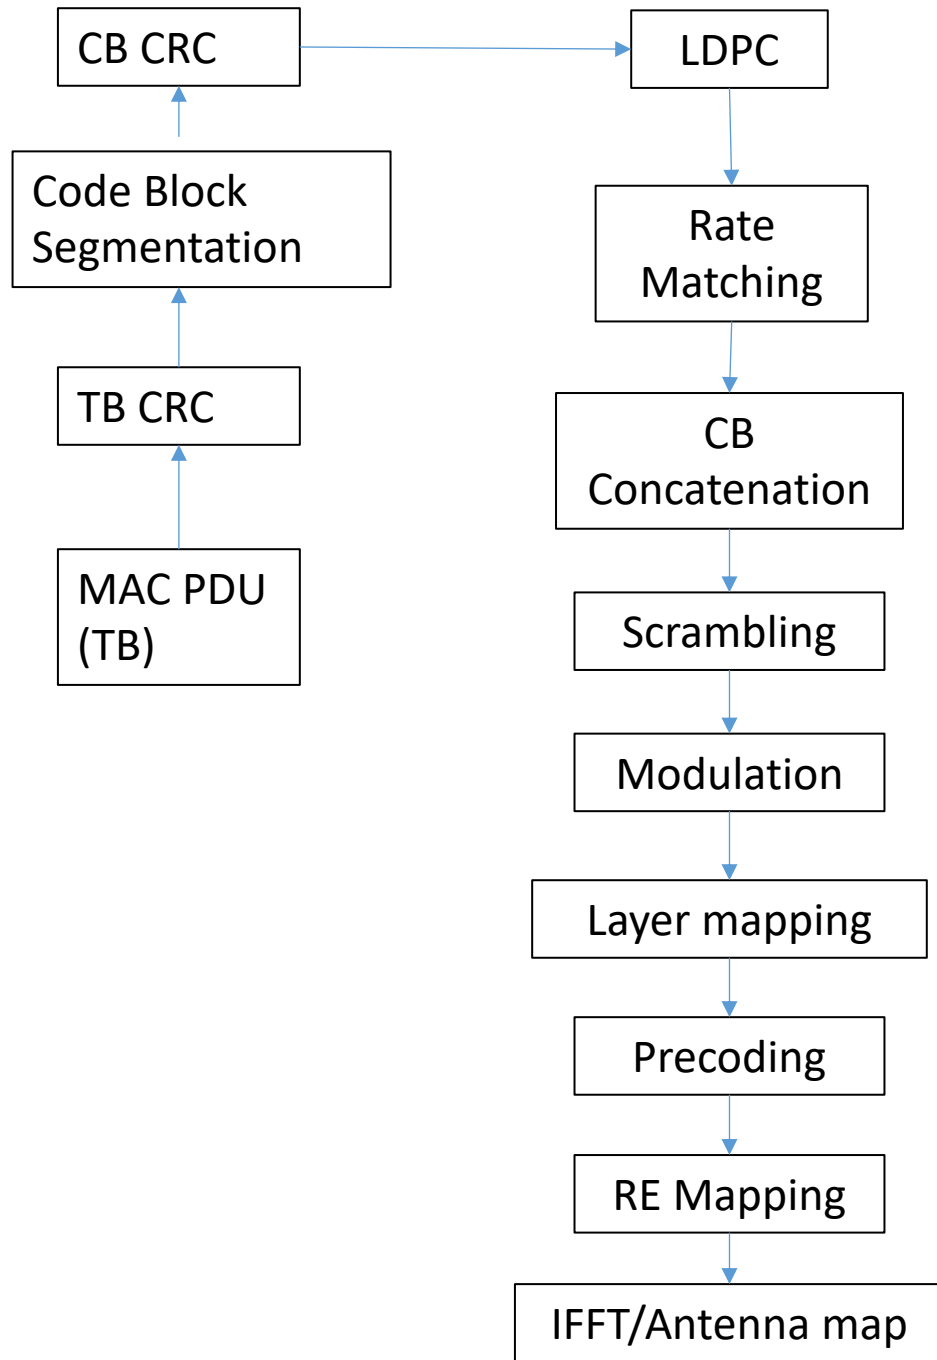 CB CRC
LDPC
Code Block
Segmentation
Rate
Matching
TB CRC
CB
Concatenation
MAC PDU
(TB)
Scrambling
Modulation
Layer mapping
Precoding
RE Mapping
IFFT/Antenna map